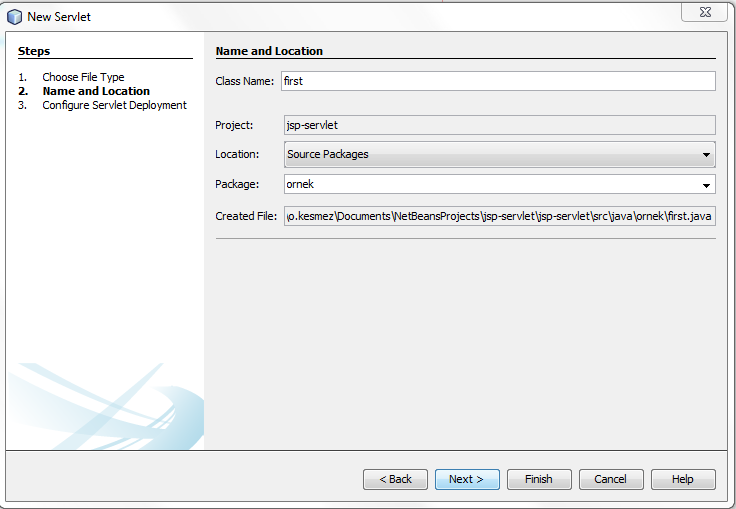 New Servlet
Steps
1. Choose File Type
2. Name and Location
3. Configure Servlet Deployment
Name and Location
Class Name: first
Project: jsp-servlet
Location: Source Packages
Package: ornek
Created File: \o.kesmez\Documents\NetBeansProjects\jsp-servlet\jsp-servlet\src\java\ornek\first.java
< Back Next > Finish Cancel Help